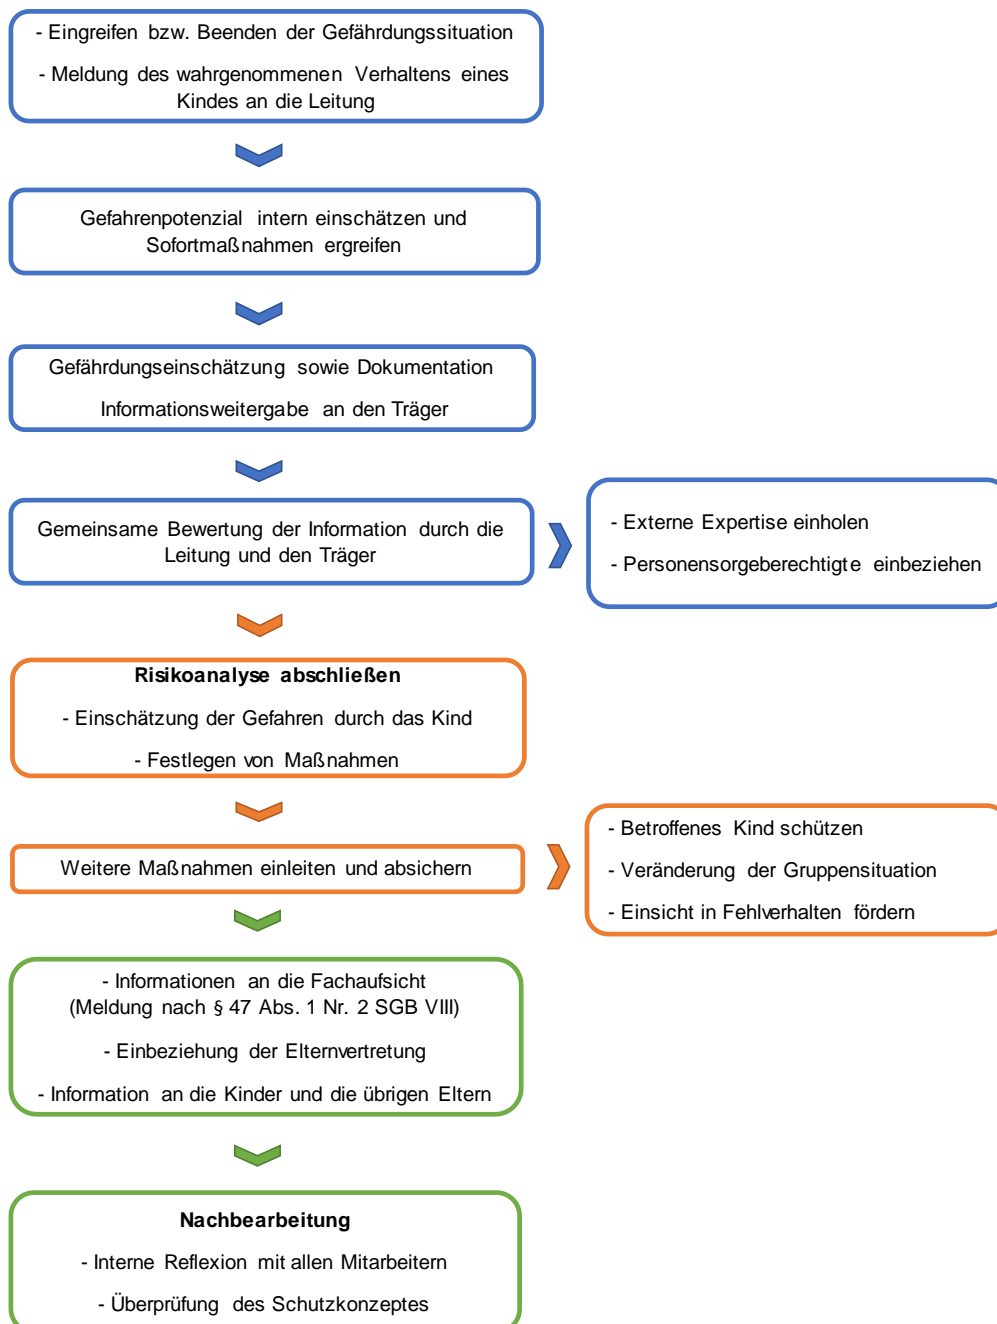 - Eingreifen bzw. Beenden der Gefährdungssituation
- Meldung des wahrgenommenen Verhaltens eines
Kindes an die Leitung
Gefahrenpotenzial intern einschätzen und
Sofortmaßnahmen ergreifen
Gefährdungseinschätzung sowie Dokumentation
Informationsweitergabe an den Träger
Gemeinsame Bewertung der Information durch die
Leitung und den Träger
- Externe Expertise einholen
- Personensorgeberechtigte einbeziehen
Risikoanalyse abschließen
- Einschätzung der Gefahren durch das Kind
- Festlegen von Maßnahmen
Weitere Maßnahmen einleiten und absichern
- Betroffenes Kind schützen
- Veränderung der Gruppensituation
- Einsicht in Fehlverhalten fördern
- Informationen an die Fachaufsicht
(Meldung nach § 47 Abs. 1 Nr. 2 SGB VIII)
- Einbeziehung der Elternvertretung
- Information an die Kinder und die übrigen Eltern
Nachbearbeitung
- Interne Reflexion mit allen Mitarbeitern
- Überprüfung des Schutzkonzeptes